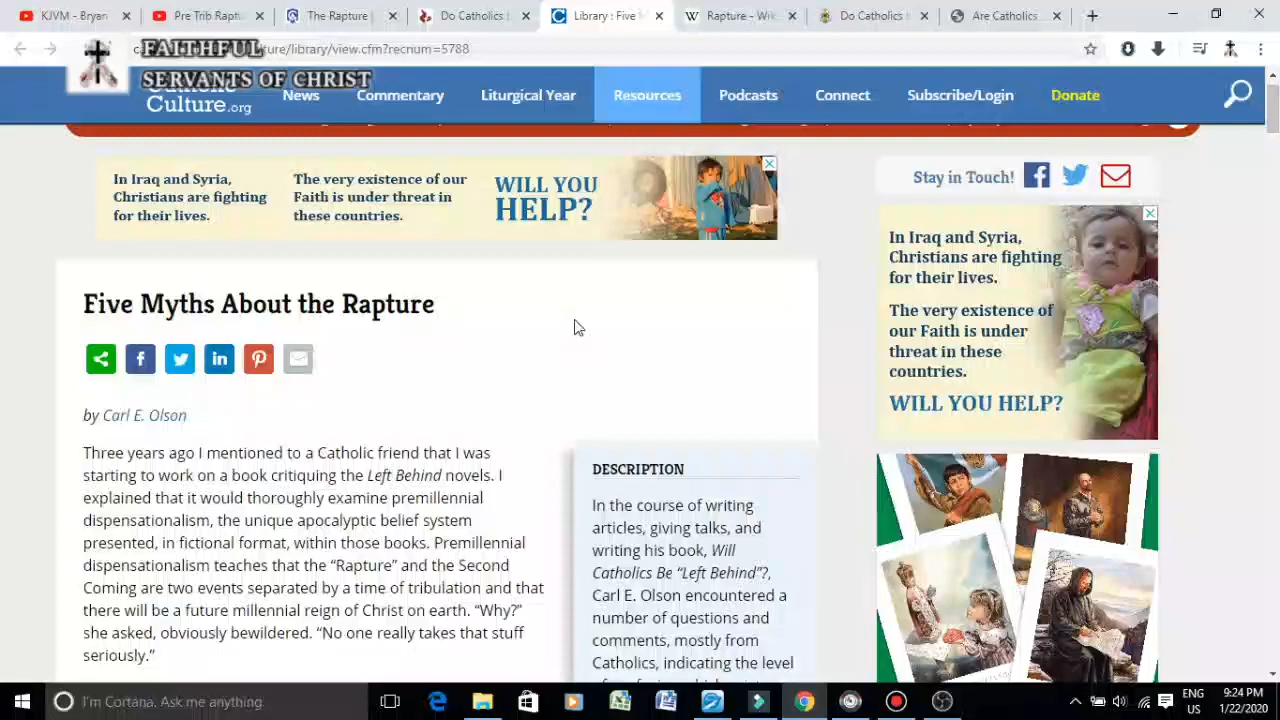 KJVM - Bryan
Pre Trib Raptu
The Rapture
Do Catholics
Library : Five M
Rapture - Wik
Do Catholics
Are Catholics
FAITHFUL
SERVANTS OF CHRIST
ure/library/view.cfm?recnum=5788
Culture.org
News
Commentary
Liturgical Year
Resources
Podcasts
Connect
Subscribe/Login
Donate
In Iraq and Syria,
Christians are fighting
for their lives.
The very existence of our
Faith is under threat in
these countries.
WILL YOU
HELP?
Stay in Touch!
In Iraq and Syria,
Christians are fighting
for their lives.
The very existence of
our Faith is under
threat in these
countries.
WILL YOU HELP?
Five Myths About the Rapture
by Carl E. Olson
Three years ago I mentioned to a Catholic friend that I was
starting to work on a book critiquing the Left Behind novels. I
explained that it would thoroughly examine premillennial
dispensationalism, the unique apocalyptic belief system
presented, in fictional format, within those books. Premillennial
dispensationalism teaches that the “Rapture” and the Second
Coming are two events separated by a time of tribulation and that
there will be a future millennial reign of Christ on earth. “Why?”
she asked, obviously bewildered. “No one really takes that stuff
seriously.”
DESCRIPTION
In the course of writing
articles, giving talks, and
writing his book, Will
Catholics Be “Left Behind”?,
Carl E. Olson encountered a
number of questions and
comments, mostly from
Catholics, indicating the level
I'm Cortana. Ask me anything.
ENG
US
9:24 PM
1/22/2020